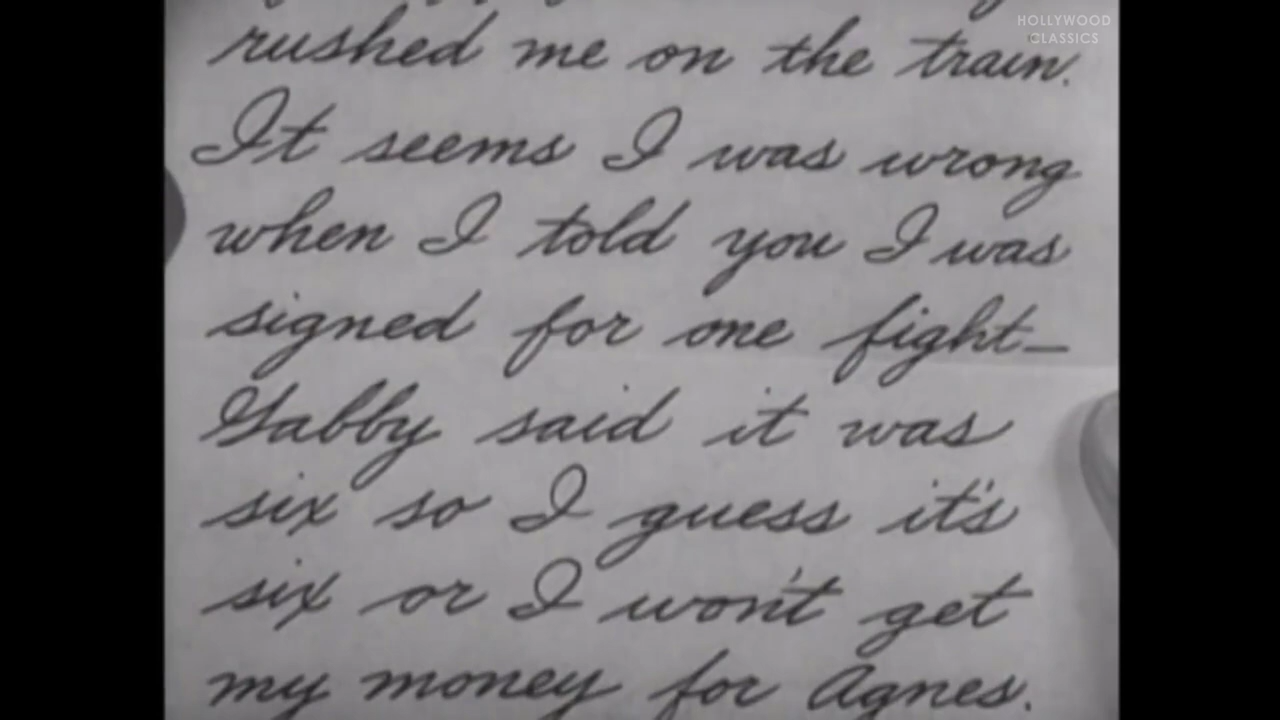 HOLLYWOOD
CLASSICS
rushed me on the train.
It seems I was wrong
when I told you I was
signed for one fight—
Gabby said it was
six so I guess it's
six or I won't get
my money for Agnes.